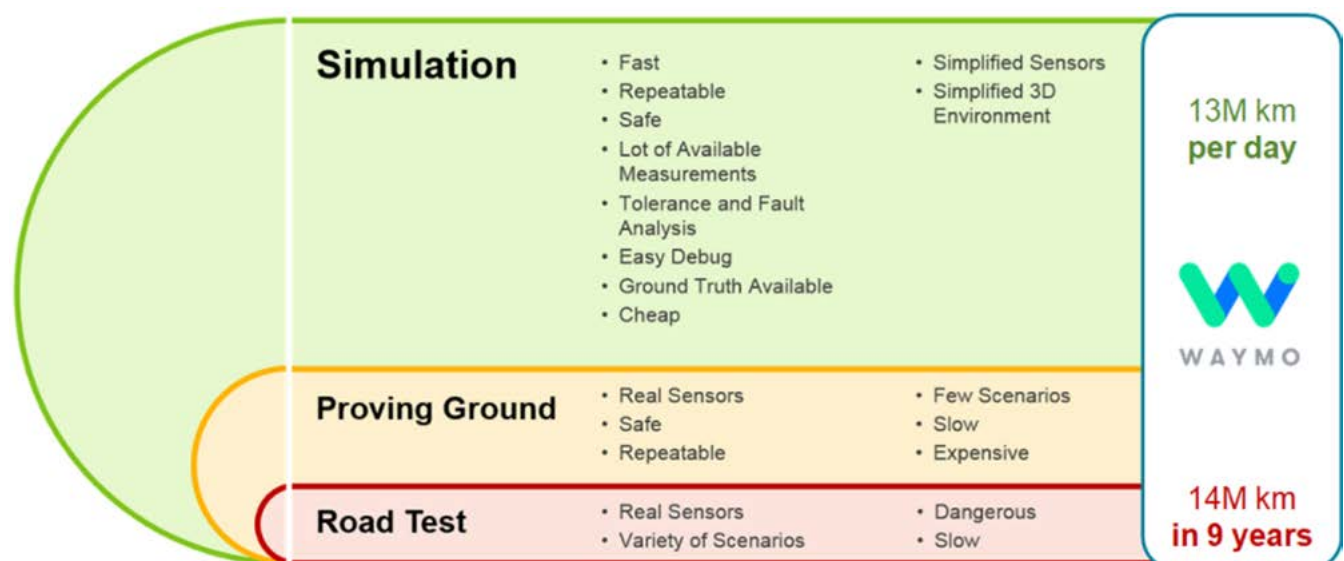 Simulation
• Fast
• Repeatable
• Safe
• Lot of Available
Measurements
• Tolerance and Fault
Analysis
• Easy Debug
• Ground Truth Available
• Cheap
• Simplified Sensors
• Simplified 3D
Environment
13M km
per day
WAYMO
Proving Ground
• Real Sensors
• Safe
• Repeatable
• Few Scenarios
• Slow
• Expensive
Road Test
• Real Sensors
• Variety of Scenarios
• Dangerous
• Slow
14M km
in 9 years